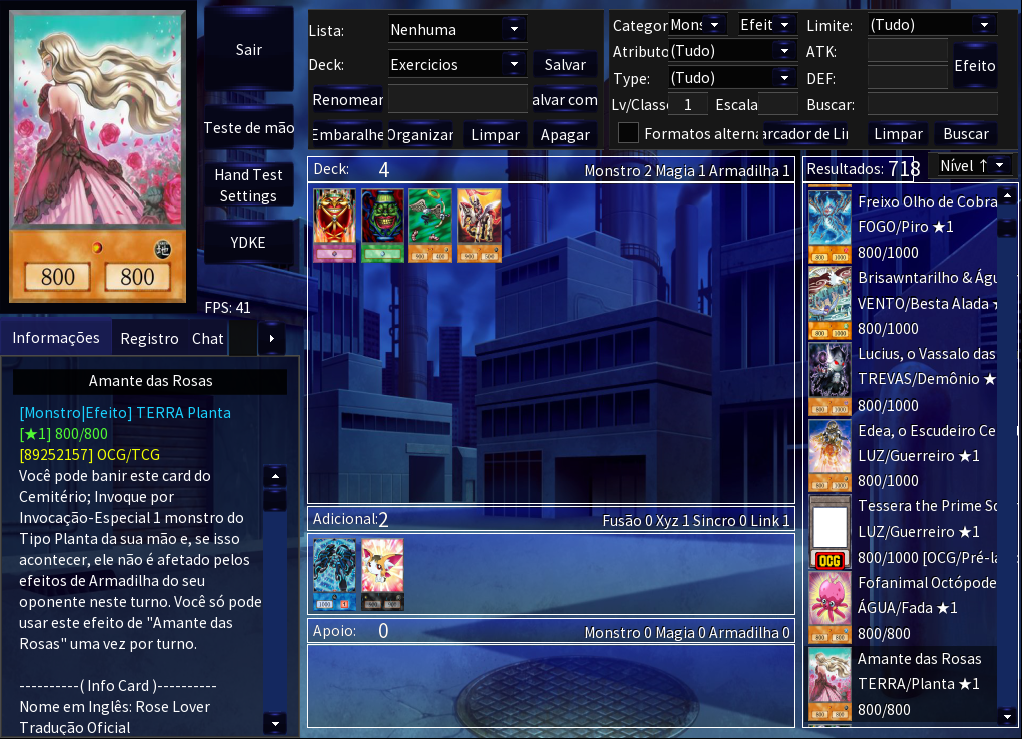 800
800
Sair
Teste de mão
Hand Test
Settings
YDKE
FPS: 41
Lista:
Nenhuma
Deck:
Exercicios
Salvar
Renomear
alvar com
Embaralhe
Organizar
Limpar
Apagar
Categor
Mons
Efeit
Limite:
(Tudo)
Atributo
(Tudo)
ATK:
Efeito
Type:
(Tudo)
DEF:
Lv/Classe
1
Escala
Buscar:
Formatos altern
arcador de Li
Limpar
Buscar
Informações
Registro
Chat
Amante das Rosas
[Monstro|Efeito] TERRA Planta
[★1] 800/800
[89252157] OCG/TCG
Você pode banir este card do
Cemitério; Invoque por
Invocação-Especial 1 monstro do
Tipo Planta da sua mão e, se isso
acontecer, ele não é afetado pelos
efeitos de Armadilha do seu
oponente neste turno. Você só pode
usar este efeito de "Amante das
Rosas" uma vez por turno.
----------( Info Card )----------
Nome em Inglês: Rose Lover
Tradução Oficial
Deck:
4
Monstro 2 Magia 1 Armadilha 1
Adicional:2
Fusão 0 Xyz 1 Sincro 0 Link 1
Apoio:
0
Monstro 0 Magia 0 Armadilha 0
Resultados: 718
Nível ↑
Freixo Olho de Cobra
FOGO/Piro ★1
800/1000
Brisawntarilho & Águ
VENTO/Besta Alada
800/1000
Lucius, o Vassalo das
TREVAS/Demônio ★
800/1000
Edea, o Escudeiro Ce
LUZ/Guerreiro ★1
800/1000
Tessera the Prime Sc
LUZ/Guerreiro ★1
OCG
800/1000 [OCG/Pré-la
Fofanimal Octópode
ÁGUA/Fada ★1
800/800
Amante das Rosas
TERRA/Planta ★1
800/800